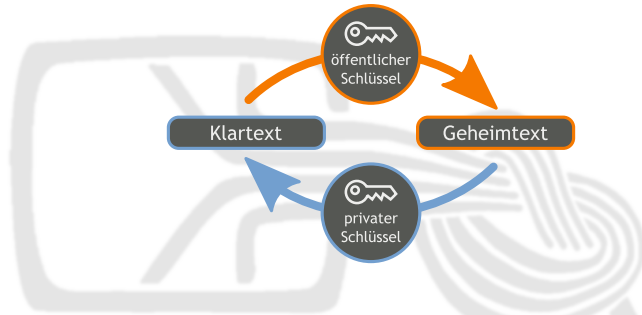 öffentlicher
Schlüssel
Klartext
Geheimtext
privater
Schlüssel